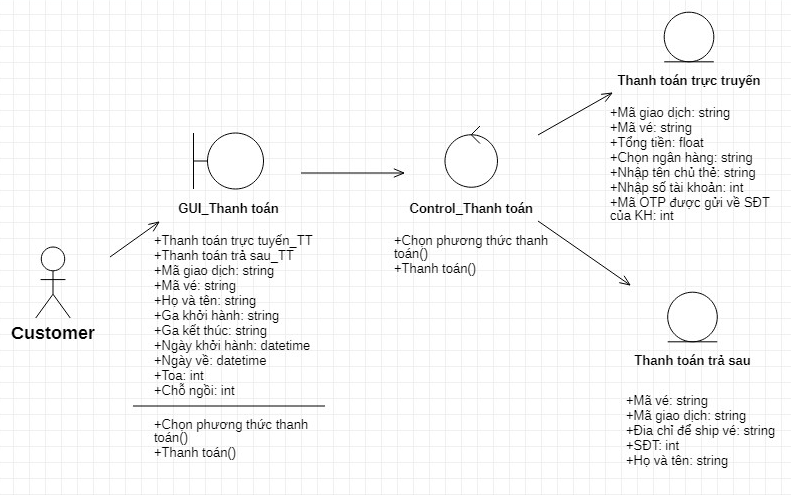 Customer
GUI_Thanh toán
+Thanh toán trực tuyến_TT
+Thanh toán trả sau_TT
+Mã giao dịch: string
+Mã vé: string
+Họ và tên: string
+Ga khởi hành: string
+Ga kết thúc: string
+Ngày khởi hành: datetime
+Ngày về: datetime
+Toa: int
+Chỗ ngồi: int
+Chọn phương thức thanh
toán()
+Thanh toán()
Control_Thanh toán
+Chọn phương thức thanh
toán()
+Thanh toán()
Thanh toán trực truyến
+Mã giao dịch: string
+Mã vé: string
+Tổng tiền: float
+Chọn ngân hàng: string
+Nhập tên chủ thẻ: string
+Nhập số tài khoản: int
+Mã OTP được gửi về SĐT
của KH: int
Thanh toán trả sau
+Mã vé: string
+Mã giao dịch: string
+Địa chỉ để ship vé: string
+SĐT: int
+Họ và tên: string